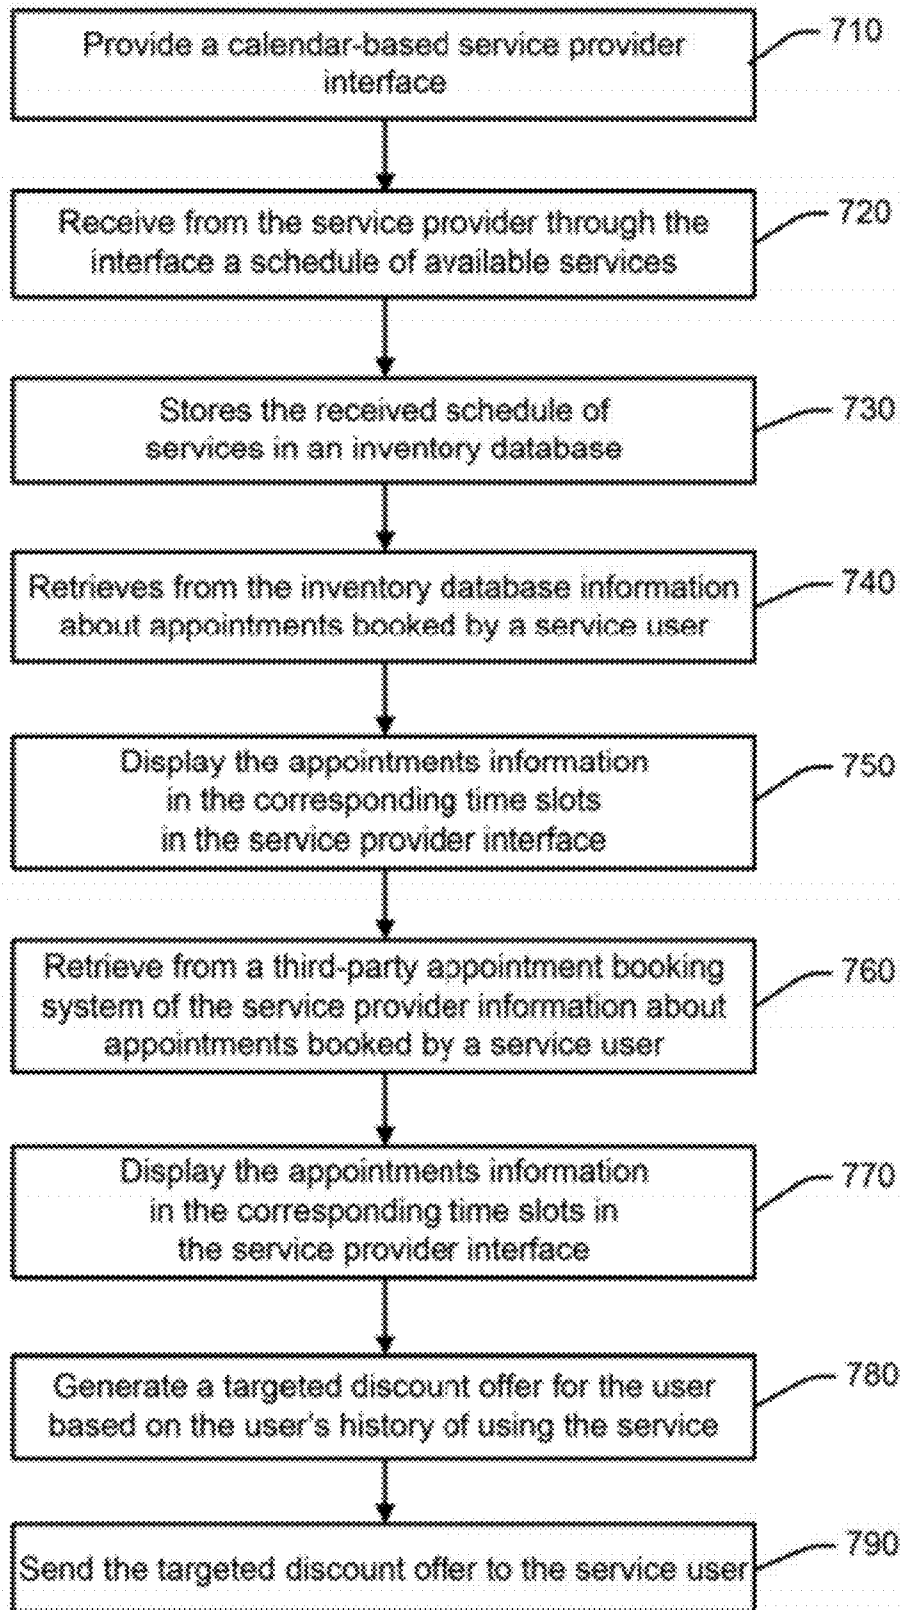 Provide a calendar-based service provider
interface
710
Receive from the service provider through the
interface a schedule of available services
720
Stores the received schedule of
services in an inventory database
730
Retrieves from the inventory database information
about appointments booked by a service user
740
Display the appointments information
in the corresponding time slots
in the service provider interface
750
Retrieve from a third-party appointment booking
system of the service provider information about
appointments booked by a service user
760
Display the appointments information
in the corresponding time slots in
the service provider interface
770
Generate a targeted discount offer for the user
based on the user's history of using the service
780
Send the targeted discount offer to the service user
790